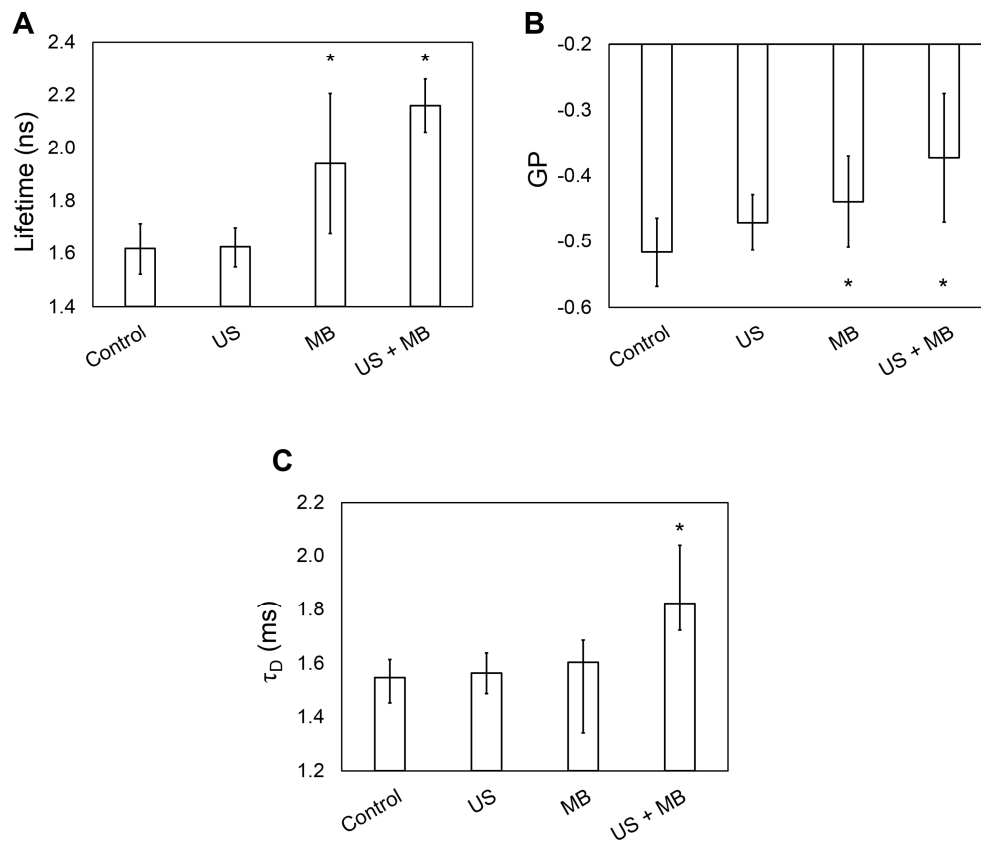 A
2.4
2.2
2.0
1.8
1.6
1.4
Lifetime (ns)
*
*
Control
US
MB
US + MB
B
-0.2
-0.3
-0.4
-0.5
-0.6
GP
*
*
Control
US
MB
US + MB
C
2.2
2.0
1.8
1.6
1.4
1.2
τD (ms)
*
Control
US
MB
US + MB